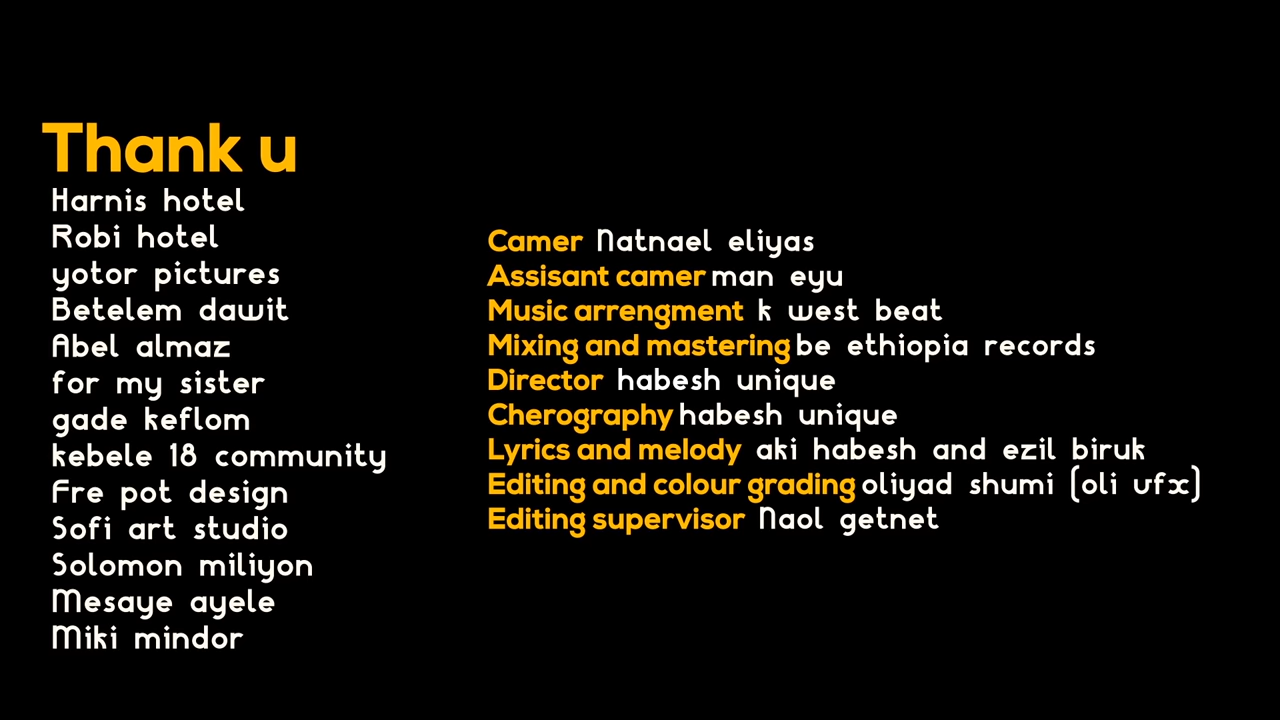 Thank u
Harnis hotel
Robi hotel
yotor pictures
Betelem dawit
Abel almaz
for my sister
gade keflom
kebele 18 community
Fre pot design
Sofi art studio
Solomon miliyon
Mesaye ayele
Miki mindor
Camer Natnael eliyas
Assisant camer man eyu
Music arrengment k west beat
Mixing and mastering be ethiopia records
Director habesh unique
Cherography habesh unique
Lyrics and melody aki habesh and ezil biruk
Editing and colour grading oliyad shumi (oli vfx)
Editing supervisor Naol getnet